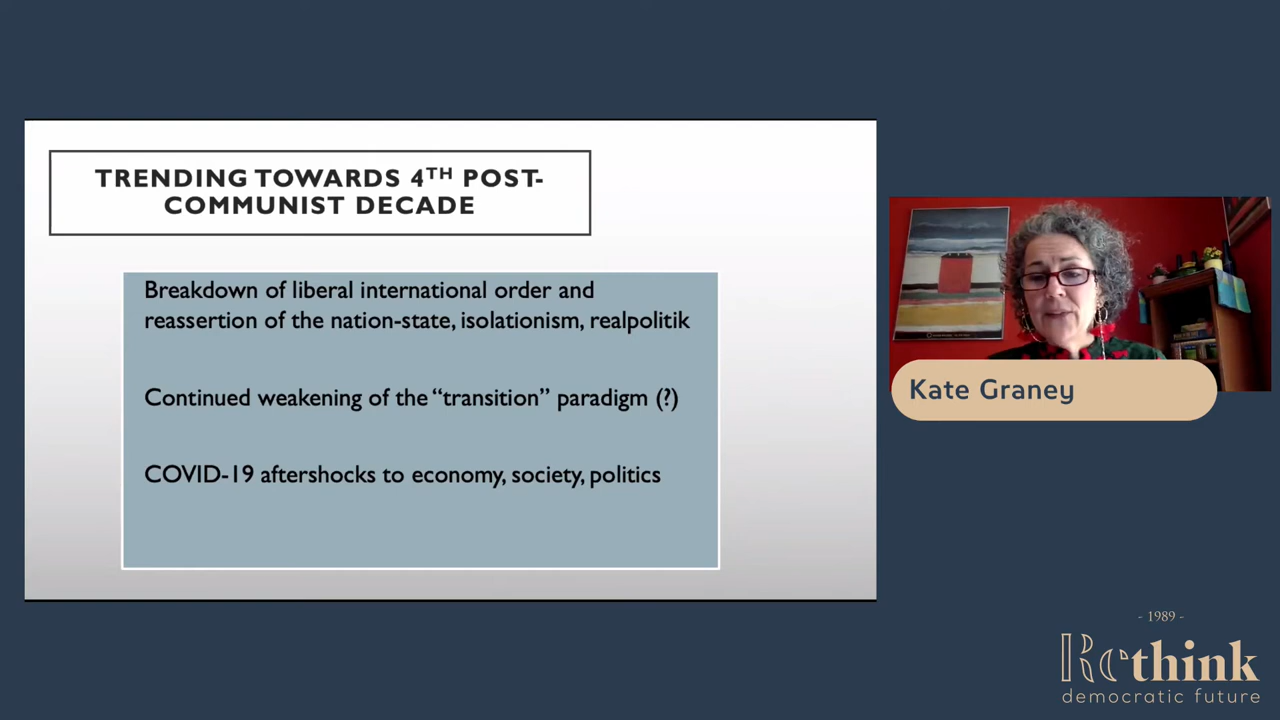 TRENDING TOWARDS 4TH POST-
COMMUNIST DECADE
Breakdown of liberal international order and
reassertion of the nation-state, isolationism, realpolitik
Continued weakening of the “transition” paradigm (?)
COVID-19 aftershocks to economy, society, politics
Kate Graney
- 1989 -
Rethink
democratic future